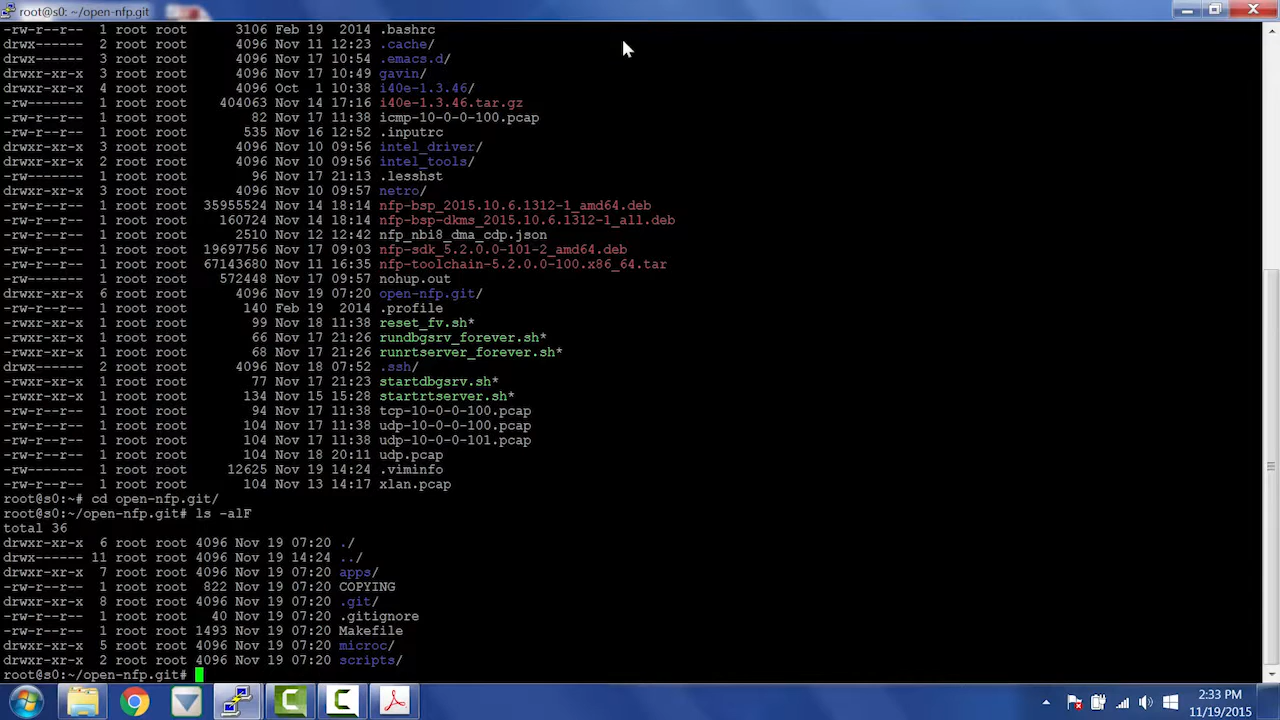 root@s0: ~/open-nfp.git
-rw-r--r--  1 root root     3106 Feb 19  2014 .bashrc
drwx------  2 root root     4096 Nov 11 12:23 .cache/
drwx------  3 root root     4096 Nov 17 10:54 .emacs.d/
drwxr-xr-x  3 root root     4096 Nov 17 10:49 gavin/
drwxr-xr-x  4 root root     4096 Oct  1 10:38 i40e-1.3.46/
-rw-------  1 root root   404063 Nov 14 17:16 i40e-1.3.46.tar.gz
-rw-r--r--  1 root root       82 Nov 17 11:38 icmp-10-0-0-100.pcap
-rw-r--r--  1 root root      535 Nov 16 12:52 .inputrc
drwxr-xr-x  3 root root     4096 Nov 10 09:56 intel_driver/
drwxr-xr-x  2 root root     4096 Nov 10 09:56 intel_tools/
-rw-------  1 root root       96 Nov 17 21:13 .lesshst
drwxr-xr-x  3 root root     4096 Nov 10 09:57 netro/
-rw-r--r--  1 root root 35955524 Nov 14 18:14 nfp-bsp_2015.10.6.1312-1_amd64.deb
-rw-r--r--  1 root root   160724 Nov 14 18:14 nfp-bsp-dkms_2015.10.6.1312-1_all.deb
-rw-r--r--  1 root root     2510 Nov 12 12:42 nfp_nbi8_dma_cdp.json
-rw-r--r--  1 root root 19697756 Nov 17 09:03 nfp-sdk_5.2.0.0-101-2_amd64.deb
-rw-r--r--  1 root root 67143680 Nov 11 16:35 nfp-toolchain-5.2.0.0-100.x86_64.tar
-rw-------  1 root root   572448 Nov 17 09:57 nohup.out
drwxr-xr-x  6 root root     4096 Nov 19 07:20 open-nfp.git/
-rw-r--r--  1 root root      140 Feb 19  2014 .profile
-rwxr-xr-x  1 root root       99 Nov 18 11:38 reset_fv.sh*
-rwxr-xr-x  1 root root       66 Nov 17 21:26 rundbgsrv_forever.sh*
-rwxr-xr-x  1 root root       68 Nov 17 21:26 runrtserver_forever.sh*
drwx------  2 root root     4096 Nov 18 07:52 .ssh/
-rwxr-xr-x  1 root root       77 Nov 17 21:23 startdbgsrv.sh*
-rwxr-xr-x  1 root root      134 Nov 15 15:28 startrtserver.sh*
-rw-r--r--  1 root root       94 Nov 17 11:38 tcp-10-0-0-100.pcap
-rw-r--r--  1 root root      104 Nov 17 11:38 udp-10-0-0-100.pcap
-rw-r--r--  1 root root      104 Nov 17 11:38 udp-10-0-0-101.pcap
-rw-r--r--  1 root root      104 Nov 18 20:11 udp.pcap
-rw-------  1 root root    12625 Nov 19 14:24 .viminfo
-rw-r--r--  1 root root      104 Nov 13 14:17 xlan.pcap
root@s0:~# cd open-nfp.git/
root@s0:~/open-nfp.git# ls -alF
total 36
drwxr-xr-x  6 root root 4096 Nov 19 07:20 ./
drwx------ 11 root root 4096 Nov 19 14:24 ../
drwxr-xr-x  7 root root 4096 Nov 19 07:20 apps/
-rw-r--r--  1 root root  822 Nov 19 07:20 COPYING
drwxr-xr-x  8 root root 4096 Nov 19 07:20 .git/
-rw-r--r--  1 root root   40 Nov 19 07:20 .gitignore
-rw-r--r--  1 root root 1493 Nov 19 07:20 Makefile
drwxr-xr-x  5 root root 4096 Nov 19 07:20 microc/
drwxr-xr-x  2 root root 4096 Nov 19 07:20 scripts/
root@s0:~/open-nfp.git#
2:33 PM
11/19/2015